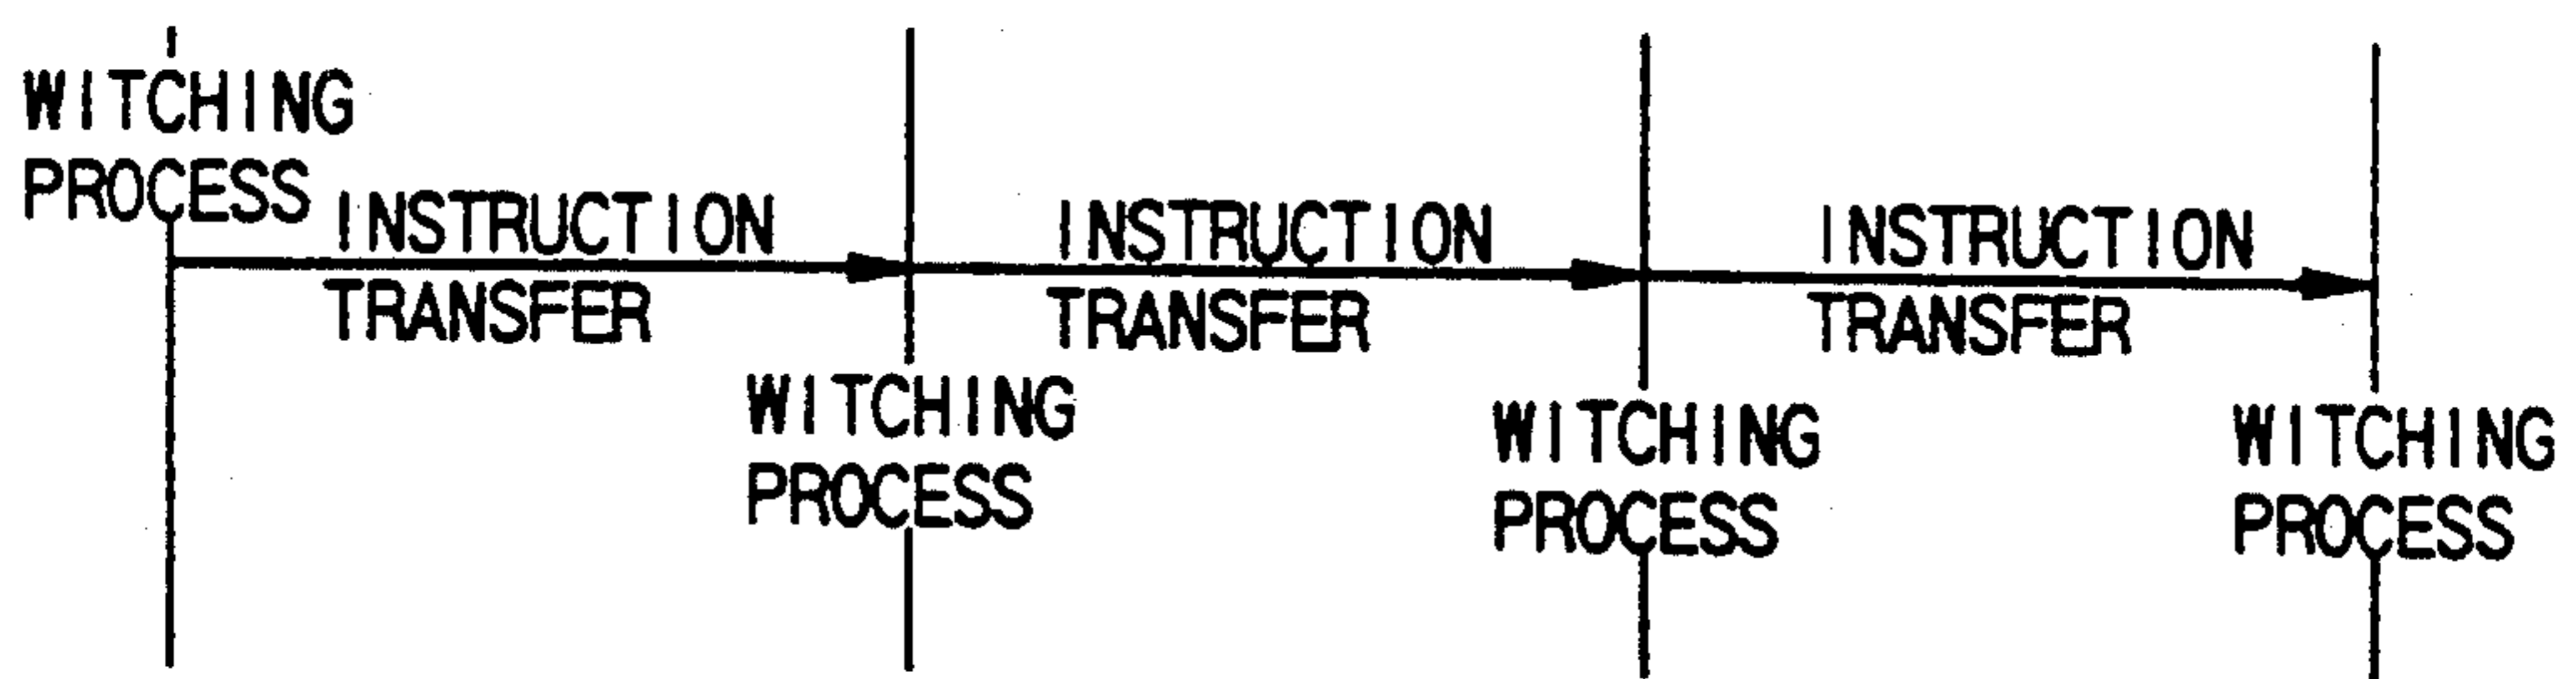 WITCHING
PROCESS
INSTRUCTION
TRANSFER
INSTRUCTION
TRANSFER
INSTRUCTION
TRANSFER
WITCHING
PROCESS
WITCHING
PROCESS
WITCHING
PROCESS